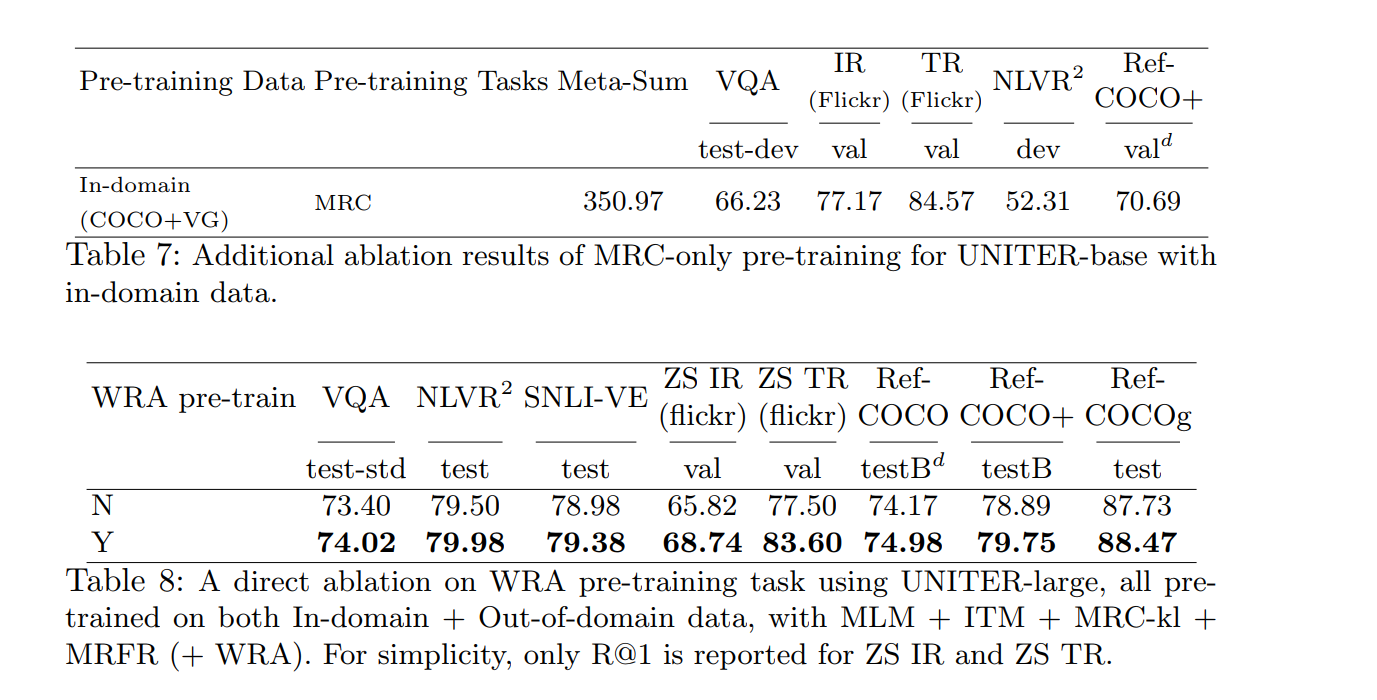 Pre-training Data Pre-training Tasks Meta-Sum VQA IR (Flickr) TR (Flickr) NLVR² Ref-COCO+
test-dev val val dev valᵈ
In-domain (COCO+VG) MRC 350.97 66.23 77.17 84.57 52.31 70.69
Table 7: Additional ablation results of MRC-only pre-training for UNITER-base with
in-domain data.
WRA pre-train VQA NLVR² SNLI-VE ZS IR (flickr) ZS TR (flickr) Ref-COCO Ref-COCO+ Ref-COCOg
test-std test test val val testBᵈ testB test
N 73.40 79.50 78.98 65.82 77.50 74.17 78.89 87.73
Y 74.02 79.98 79.38 68.74 83.60 74.98 79.75 88.47
Table 8: A direct ablation on WRA pre-training task using UNITER-large, all pre-
trained on both In-domain + Out-of-domain data, with MLM + ITM + MRC-kl +
MRFR (+ WRA). For simplicity, only R@1 is reported for ZS IR and ZS TR.